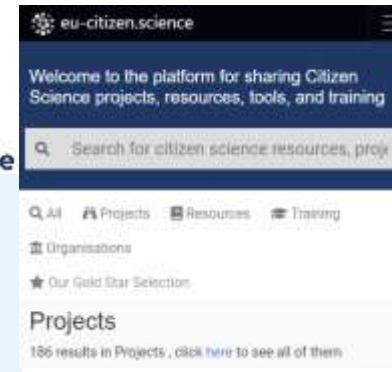 eu-citizen.science
Welcome to the platform for sharing Citizen
Science projects, resources, tools, and training
e
Search for citizen science resources, proje
All Projects Resources Training
Organisations
Our Gold Star Selection
Projects
186 results in Projects , click here to see all of them